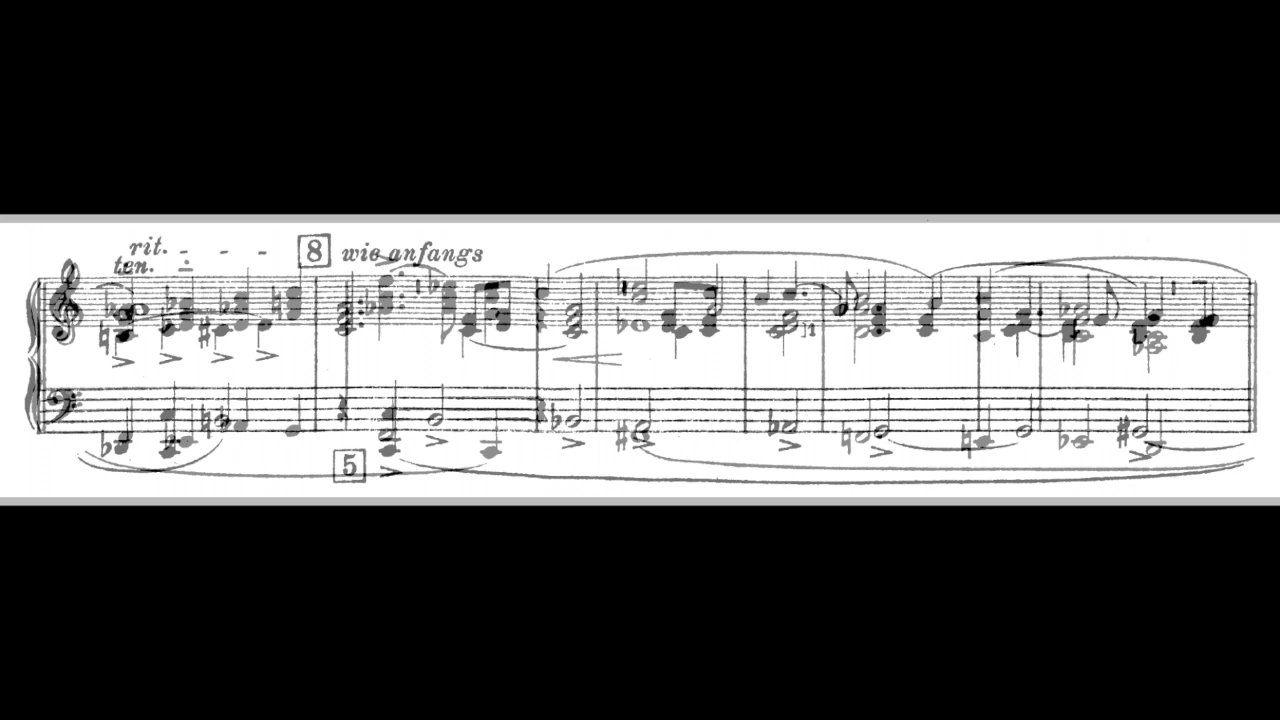 rit. - - -
ten.
8 wie anfangs
5